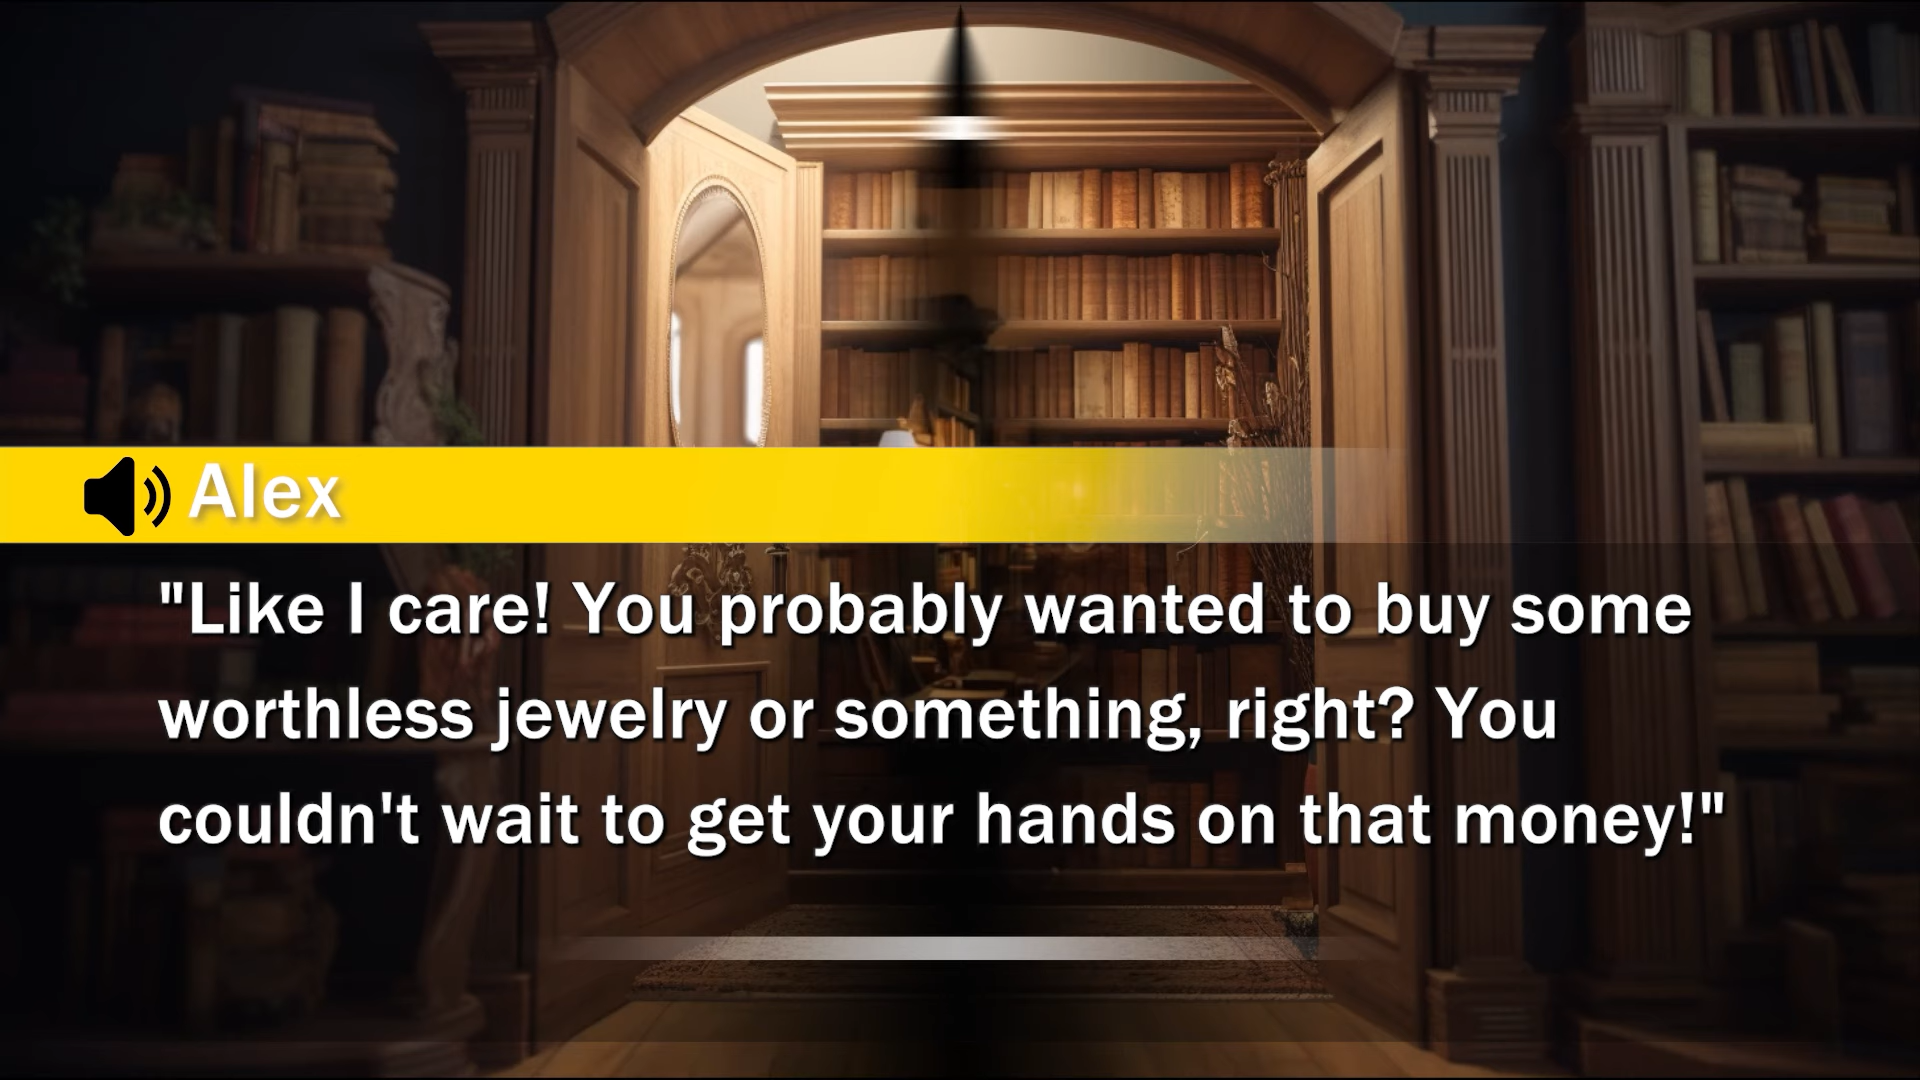 Alex
"Like I care! You probably wanted to buy some
worthless jewelry or something, right? You
couldn't wait to get your hands on that money!"